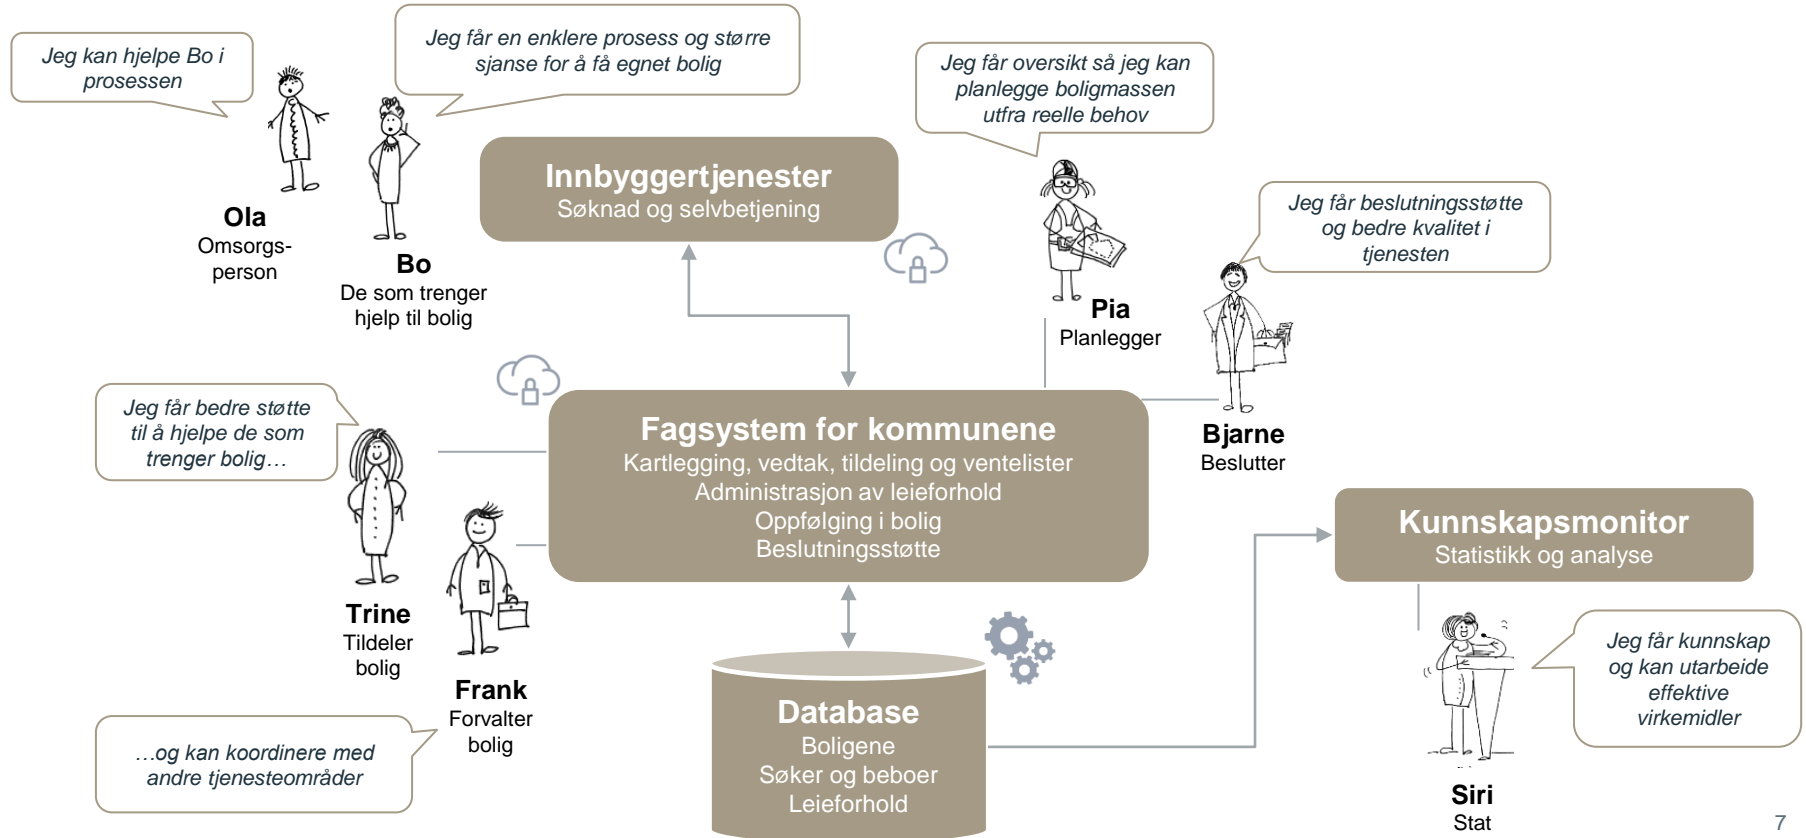 Jeg kan hjelpe Bo i
prosessen
Jeg får en enklere prosess og større
sjanse for å få egnet bolig
Jeg får oversikt så jeg kan
planlegge boligmassen
utfra reelle behov
Jeg får beslutningsstøtte
og bedre kvalitet i
tjenesten
Ola
Omsorgs-
person
Bo
De som trenger
hjelp til bolig
Innbyggertjenester
Søknad og selvbetjening
Pia
Planlegger
Bjarne
Beslutter
Jeg får bedre støtte
til å hjelpe de som
trenger bolig…
Fagsystem for kommunene
Kartlegging, vedtak, tildeling og ventelister
Administrasjon av leieforhold
Oppfølging i bolig
Beslutningsstøtte
Kunnskapsmonitor
Statistikk og analyse
Trine
Tildeler
bolig
Frank
Forvalter
bolig
…og kan koordinere med
andre tjenesteområder
Database
Boligene
Søker og beboer
Leieforhold
Jeg får kunnskap
og kan utarbeide
effektive
virkemidler
Siri
Stat
7